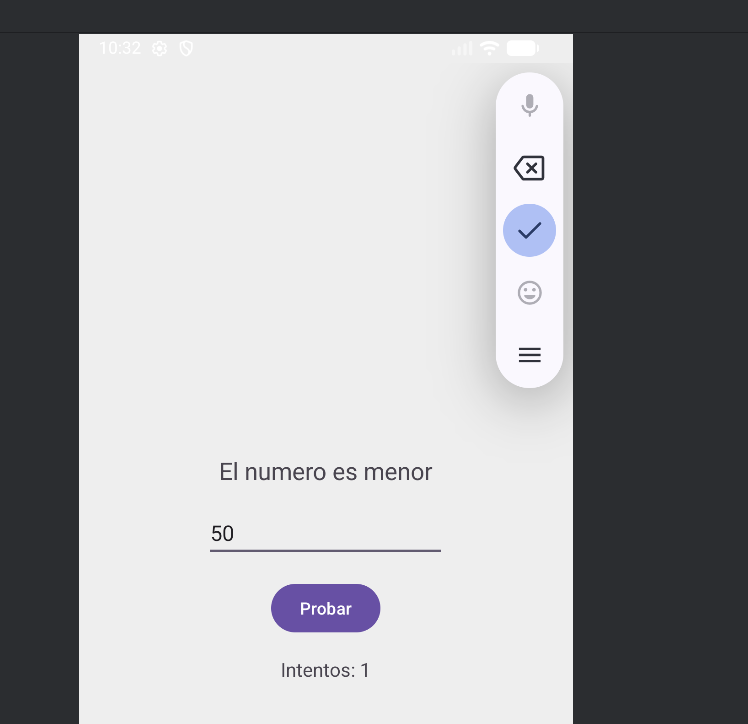 10:32
El numero es menor
50
Probar
Intentos: 1